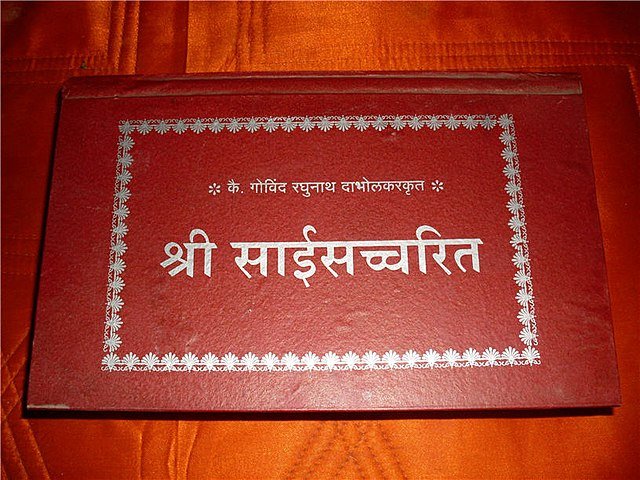 ✻ कै. गोविंद रघुनाथ दाभोलकरकृत ✻
श्री साईसच्चरित